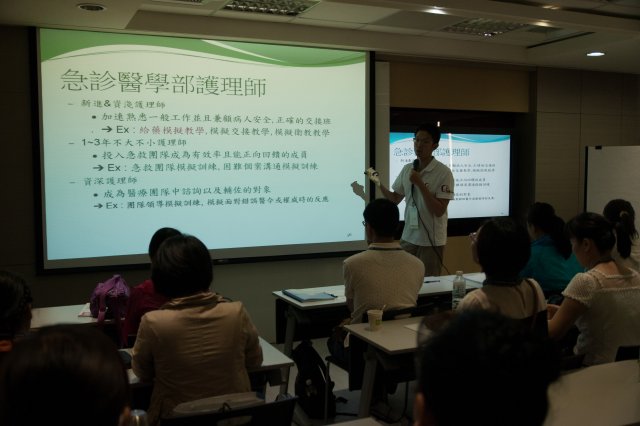 急診醫學部護理師
– 新進&資淺護理師
• 加速熟悉一般工作並且兼顧病人安全,正確的交接班
➔ Ex : 給藥模擬教學, 模擬交接教學, 模擬衛教教學
– 1~3年不大不小護理師
• 投入急救團隊成為有效率且能正向回饋的成員
➔ Ex : 急救團隊模擬訓練, 困難個案溝通模擬訓練
– 資深護理師
• 成為醫療團隊中諮詢以及輔佐的對象
➔ Ex : 團隊領導模擬訓練, 模擬面對錯誤醫令或權威時的反應
急診醫學部護理師